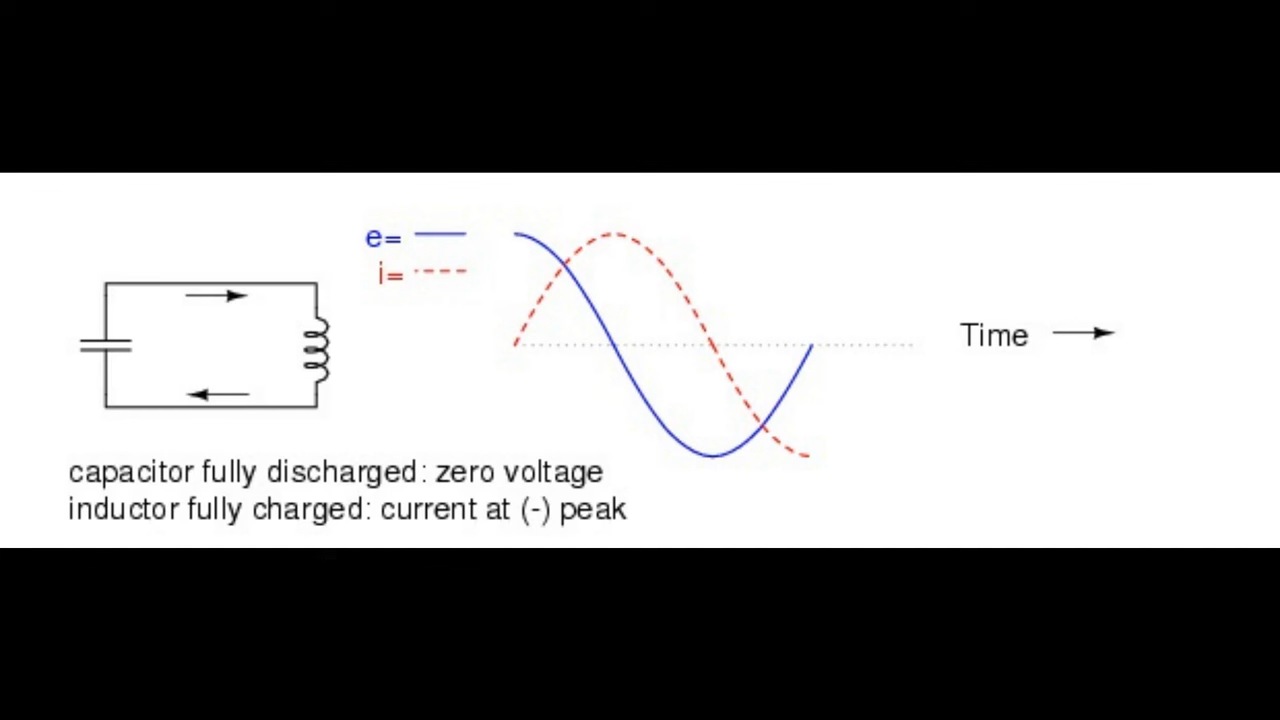 e=
i=
Time
capacitor fully discharged: zero voltage
inductor fully charged: current at (-) peak